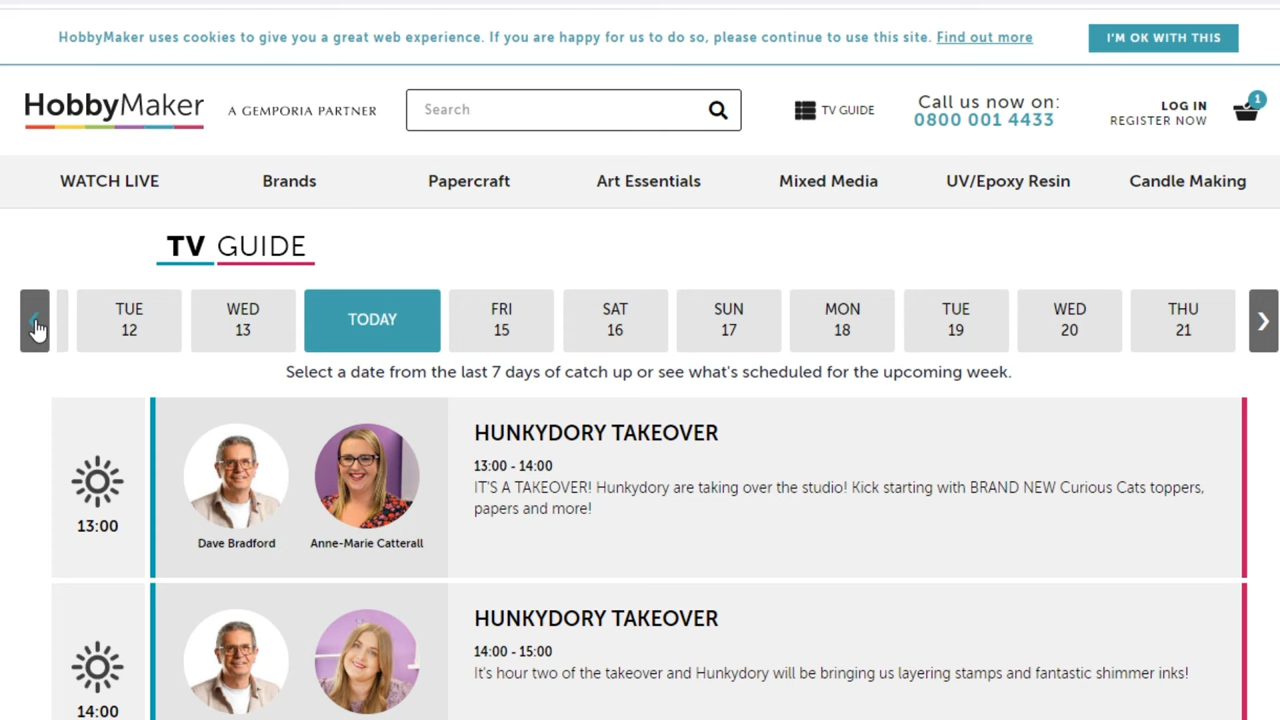 HobbyMaker uses cookies to give you a great web experience. If you are happy for us to do so, please continue to use this site. Find out more
I'M OK WITH THIS
HobbyMaker
A GEMPORIA PARTNER
Search
TV GUIDE
Call us now on:
0800 001 4433
LOG IN
REGISTER NOW
1
WATCH LIVE
Brands
Papercraft
Art Essentials
Mixed Media
UV/Epoxy Resin
Candle Making
TV GUIDE
TUE
12
WED
13
TODAY
FRI
15
SAT
16
SUN
17
MON
18
TUE
19
WED
20
THU
21
Select a date from the last 7 days of catch up or see what's scheduled for the upcoming week.
13:00
Dave Bradford
Anne-Marie Catterall
HUNKYDORY TAKEOVER
13:00 - 14:00
IT'S A TAKEOVER! Hunkydory are taking over the studio! Kick starting with BRAND NEW Curious Cats toppers,
papers and more!
14:00
HUNKYDORY TAKEOVER
14:00 - 15:00
It's hour two of the takeover and Hunkydory will be bringing us layering stamps and fantastic shimmer inks!